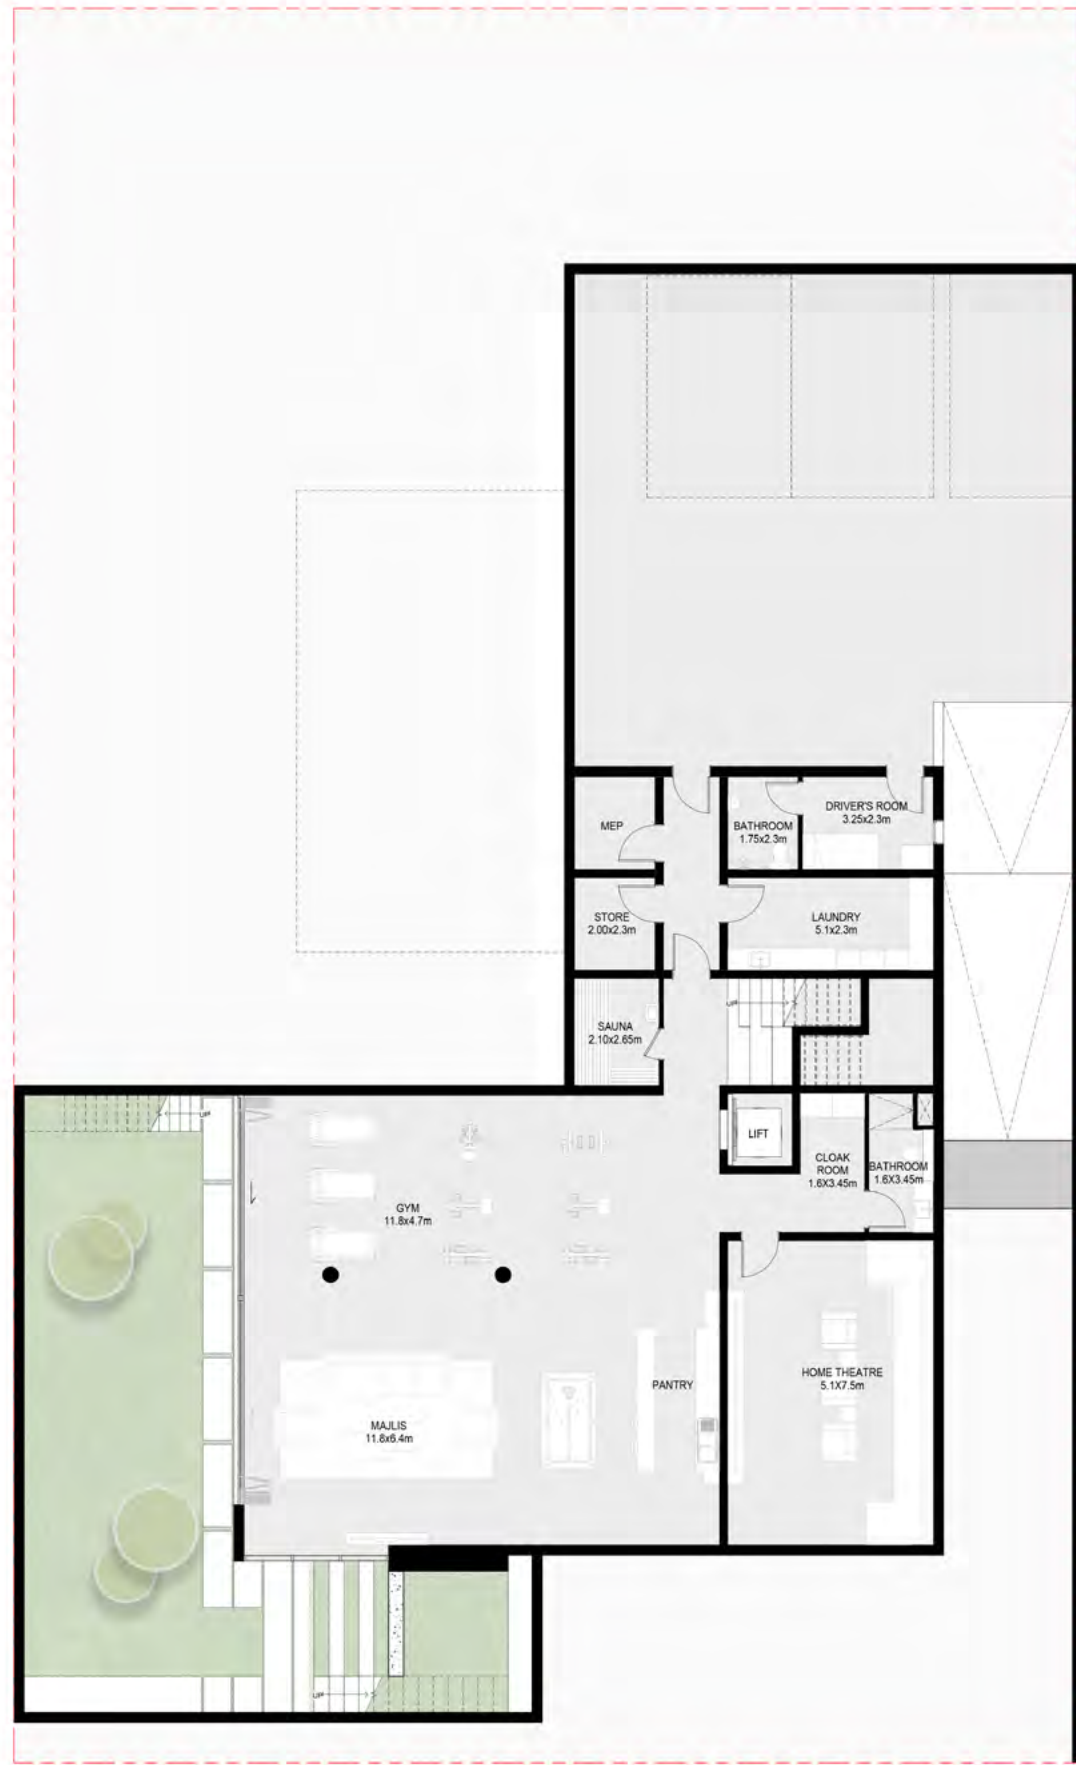 MEP
BATHROOM
1.75x2.3m
DRIVER'S ROOM
3.25x2.3m
STORE
2.00x2.3m
LAUNDRY
5.1x2.3m
SAUNA
2.10x2.65m
UP
LIFT
CLOAK
ROOM
1.6X3.45m
BATHROOM
1.6X3.45m
UP
GYM
11.8x4.7m
HOME THEATRE
5.1X7.5m
PANTRY
MAJLIS
11.8x6.4m
UP